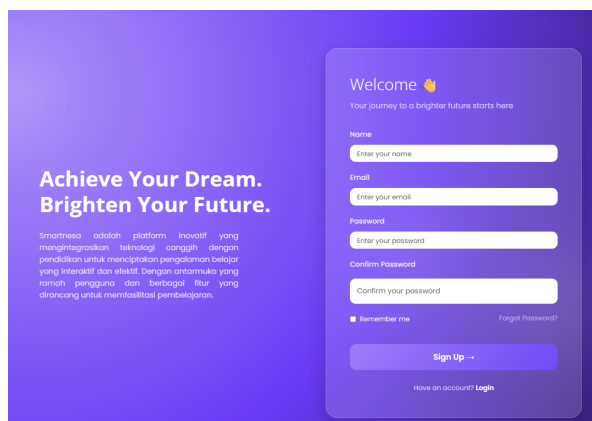 Achieve Your Dream.
Brighten Your Future.
Smartnesa adalah platform inovatif yang
mengintegrasikan teknologi canggih dengan
pendidikan untuk menciptakan pengalaman belajar
yang interaktif dan efektif. Dengan antarmuka yang
ramah pengguna dan berbagai fitur yang
dirancang untuk memfasilitasi pembelajaran.
Welcome 👋
Your journey to a brighter future starts here
Name
Enter your name
Email
Enter your email
Password
Enter your password
Confirm Password
Confirm your password
Remember me
Forgot Password?
Sign Up →
Have an account? Login